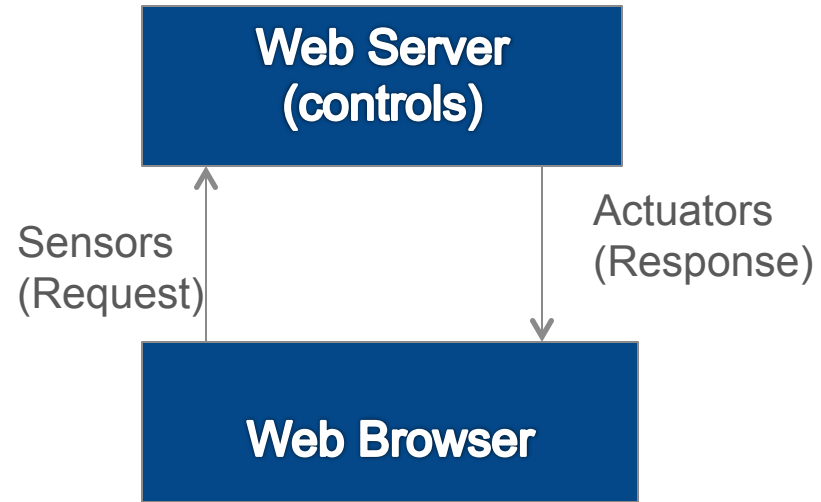 Web Server
(controls)
Sensors
(Request)
Actuators
(Response)
Web Browser